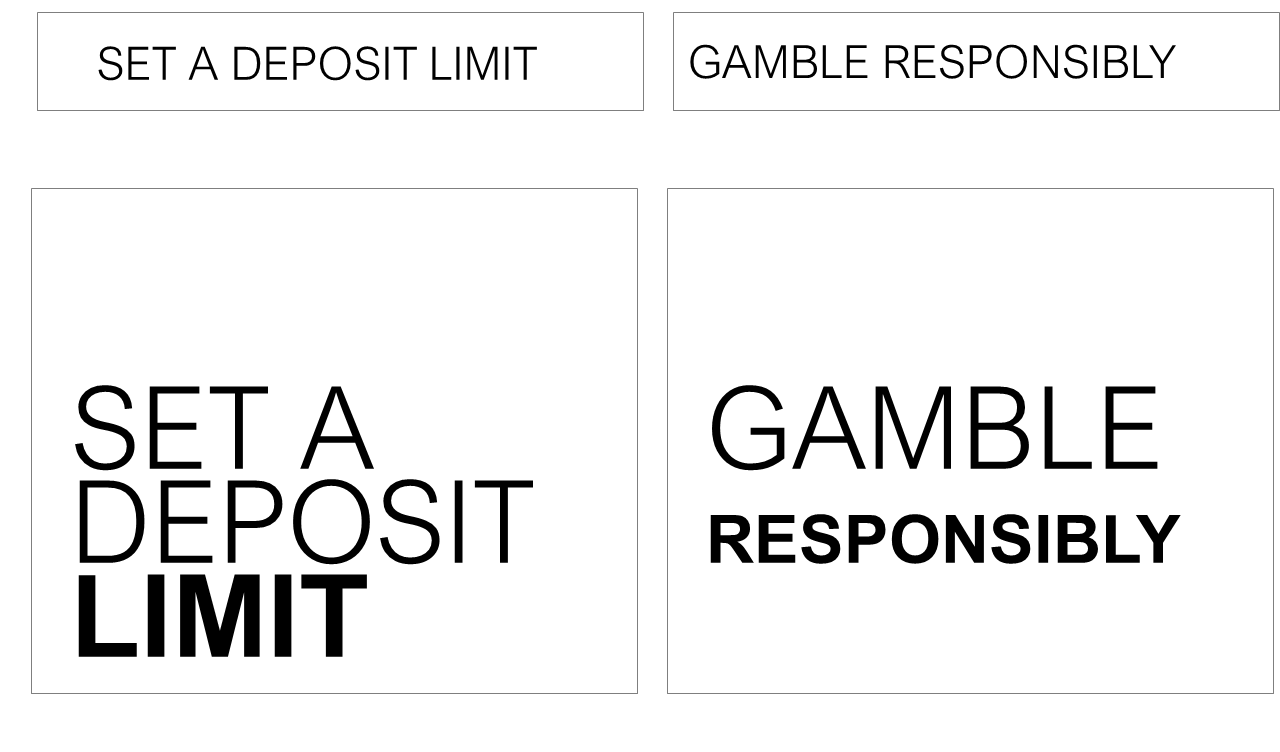 SET A DEPOSIT LIMIT
GAMBLE RESPONSIBLY
SET A
DEPOSIT
LIMIT
GAMBLE
RESPONSIBLY